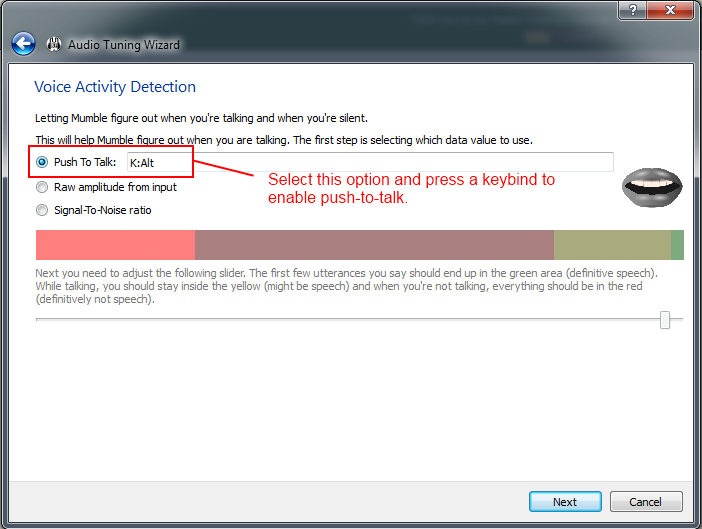 Audio Tuning Wizard
Voice Activity Detection
Letting Mumble figure out when you're talking and when you're silent.
This will help Mumble figure out when you are talking. The first step is selecting which data value to use.
Push To Talk: K:Alt
Raw amplitude from input
Signal-To-Noise ratio
Select this option and press a keybind to
enable push-to-talk.
Next you need to adjust the following slider. The first few utterances you say should end up in the green area (definitive speech).
While talking, you should stay inside the yellow (might be speech) and when you're not talking, everything should be in the red
(definitively not speech).
Next Cancel